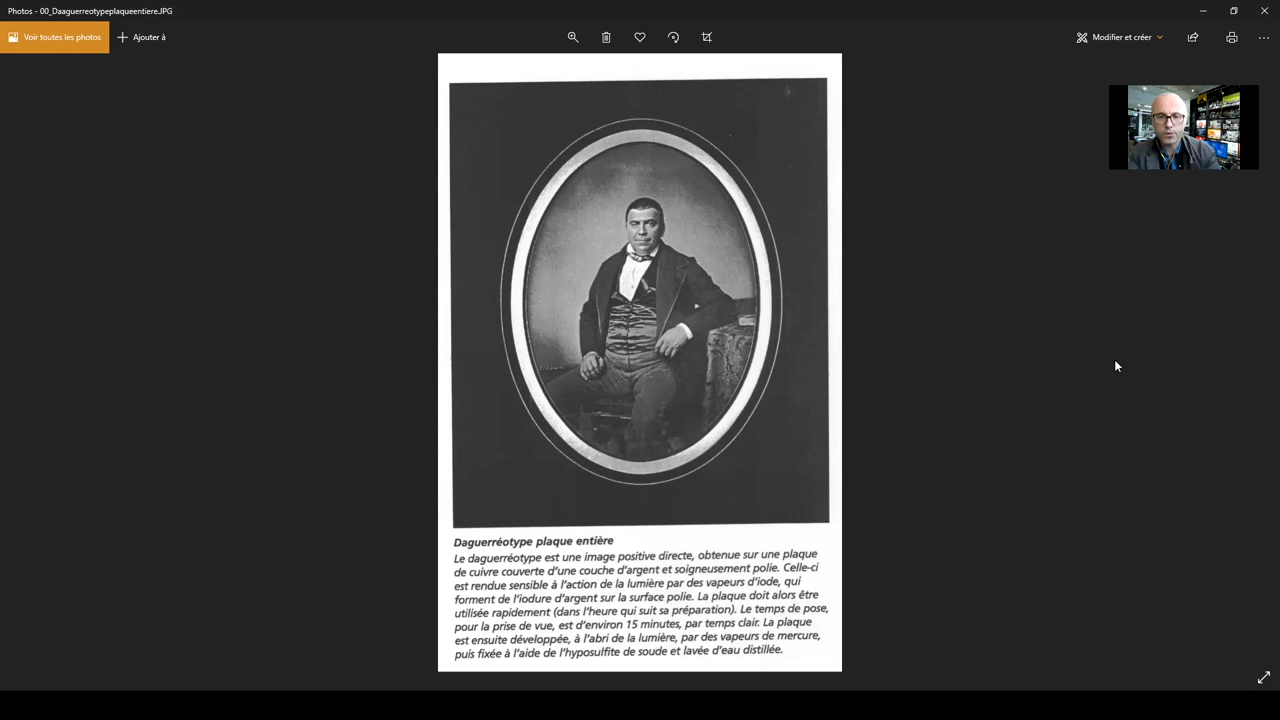 Photos - 00_Daaguerreotypeplaqueentiere.JPG
Voir toutes les photos
Ajouter à
Modifier et créer
Daguerréotype plaque entière
Le daguerréotype est une image positive directe, obtenue sur une plaque
de cuivre couverte d'une couche d'argent et soigneusement polie. Celle-ci
est rendue sensible à l'action de la lumière par des vapeurs d'iode, qui
forment de l'iodure d'argent sur la surface polie. La plaque doit alors être
utilisée rapidement (dans l'heure qui suit sa préparation). Le temps de pose,
pour la prise de vue, est d'environ 15 minutes, par temps clair. La plaque
est ensuite développée, à l'abri de la lumière, par des vapeurs de mercure,
puis fixée à l'aide de l'hyposulfite de soude et lavée d'eau distillée.